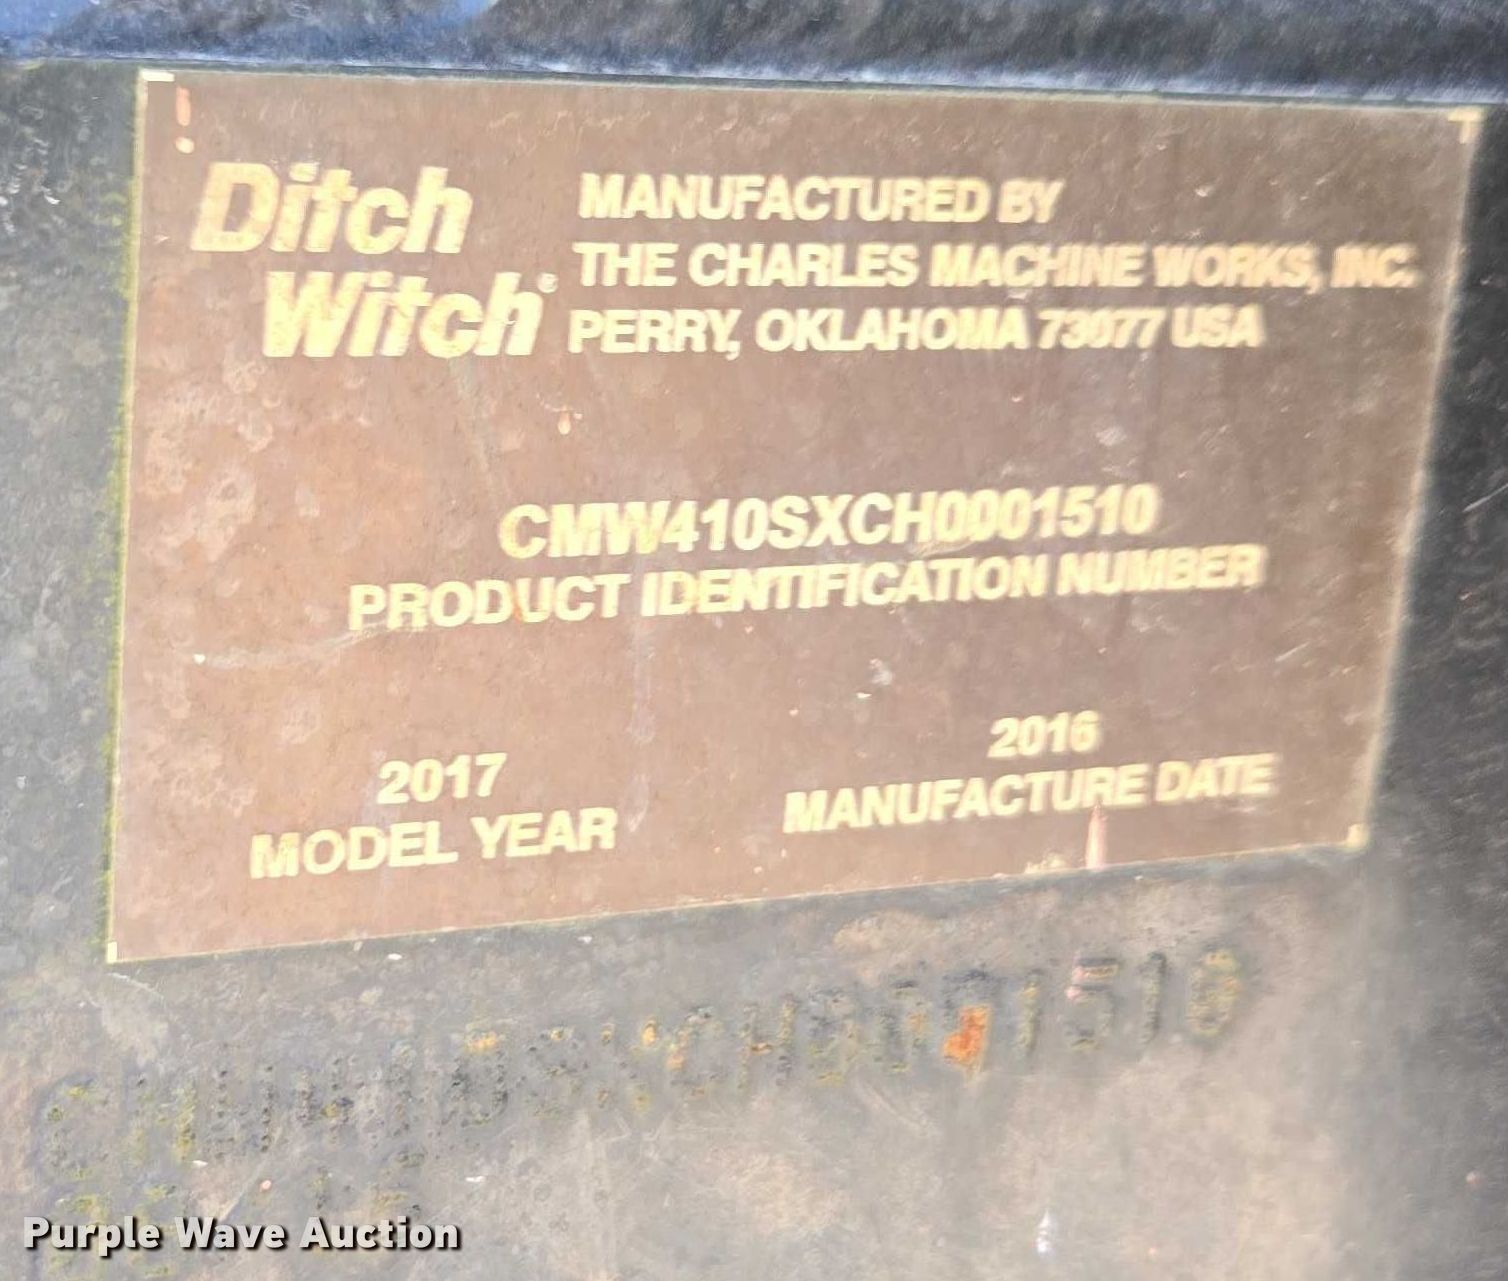 Ditch
Witch®
MANUFACTURED BY
THE CHARLES MACHINE WORKS, INC.
PERRY, OKLAHOMA 73077 USA
CMW410SXCH0001510
PRODUCT IDENTIFICATION NUMBER
2017
MODEL YEAR
2016
MANUFACTURE DATE
CMW410SXCH0001510
Purple Wave Auction